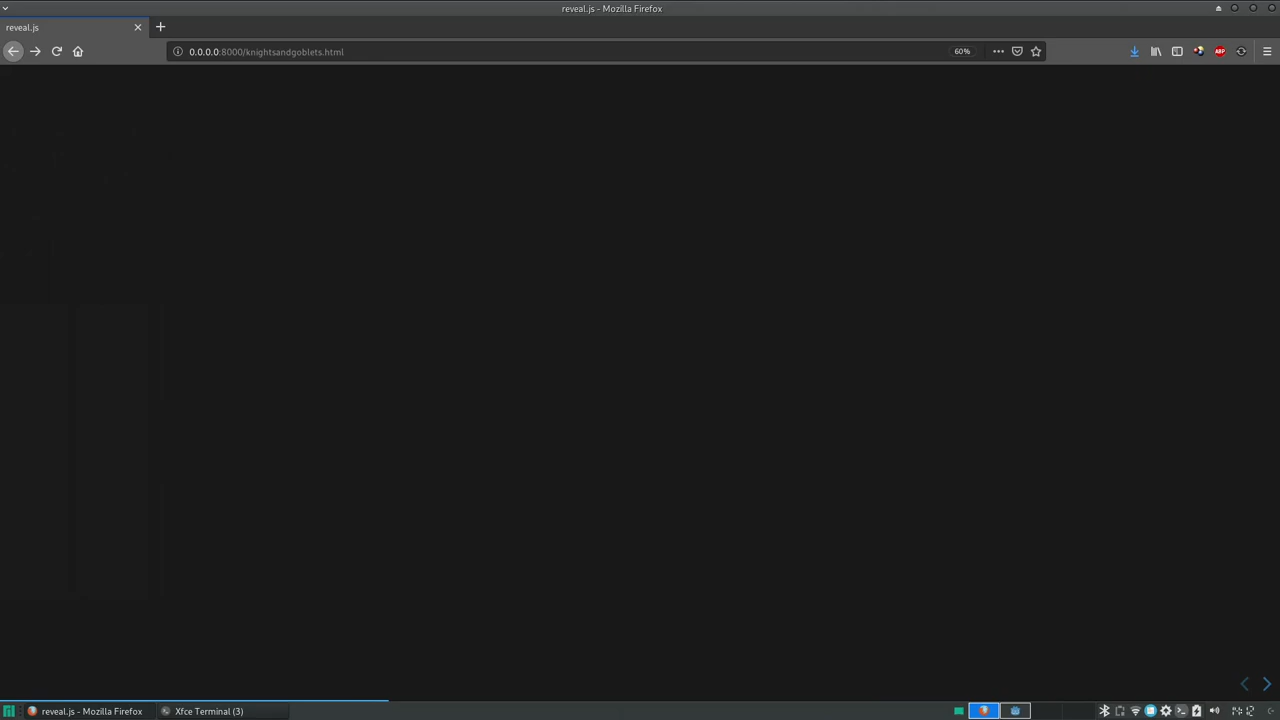 reveal.js - Mozilla Firefox
reveal.js
0.0.0.0:8000/knightsandgoblets.html
60%
ABP
reveal.js - Mozilla Firefox
Xfce Terminal (3)